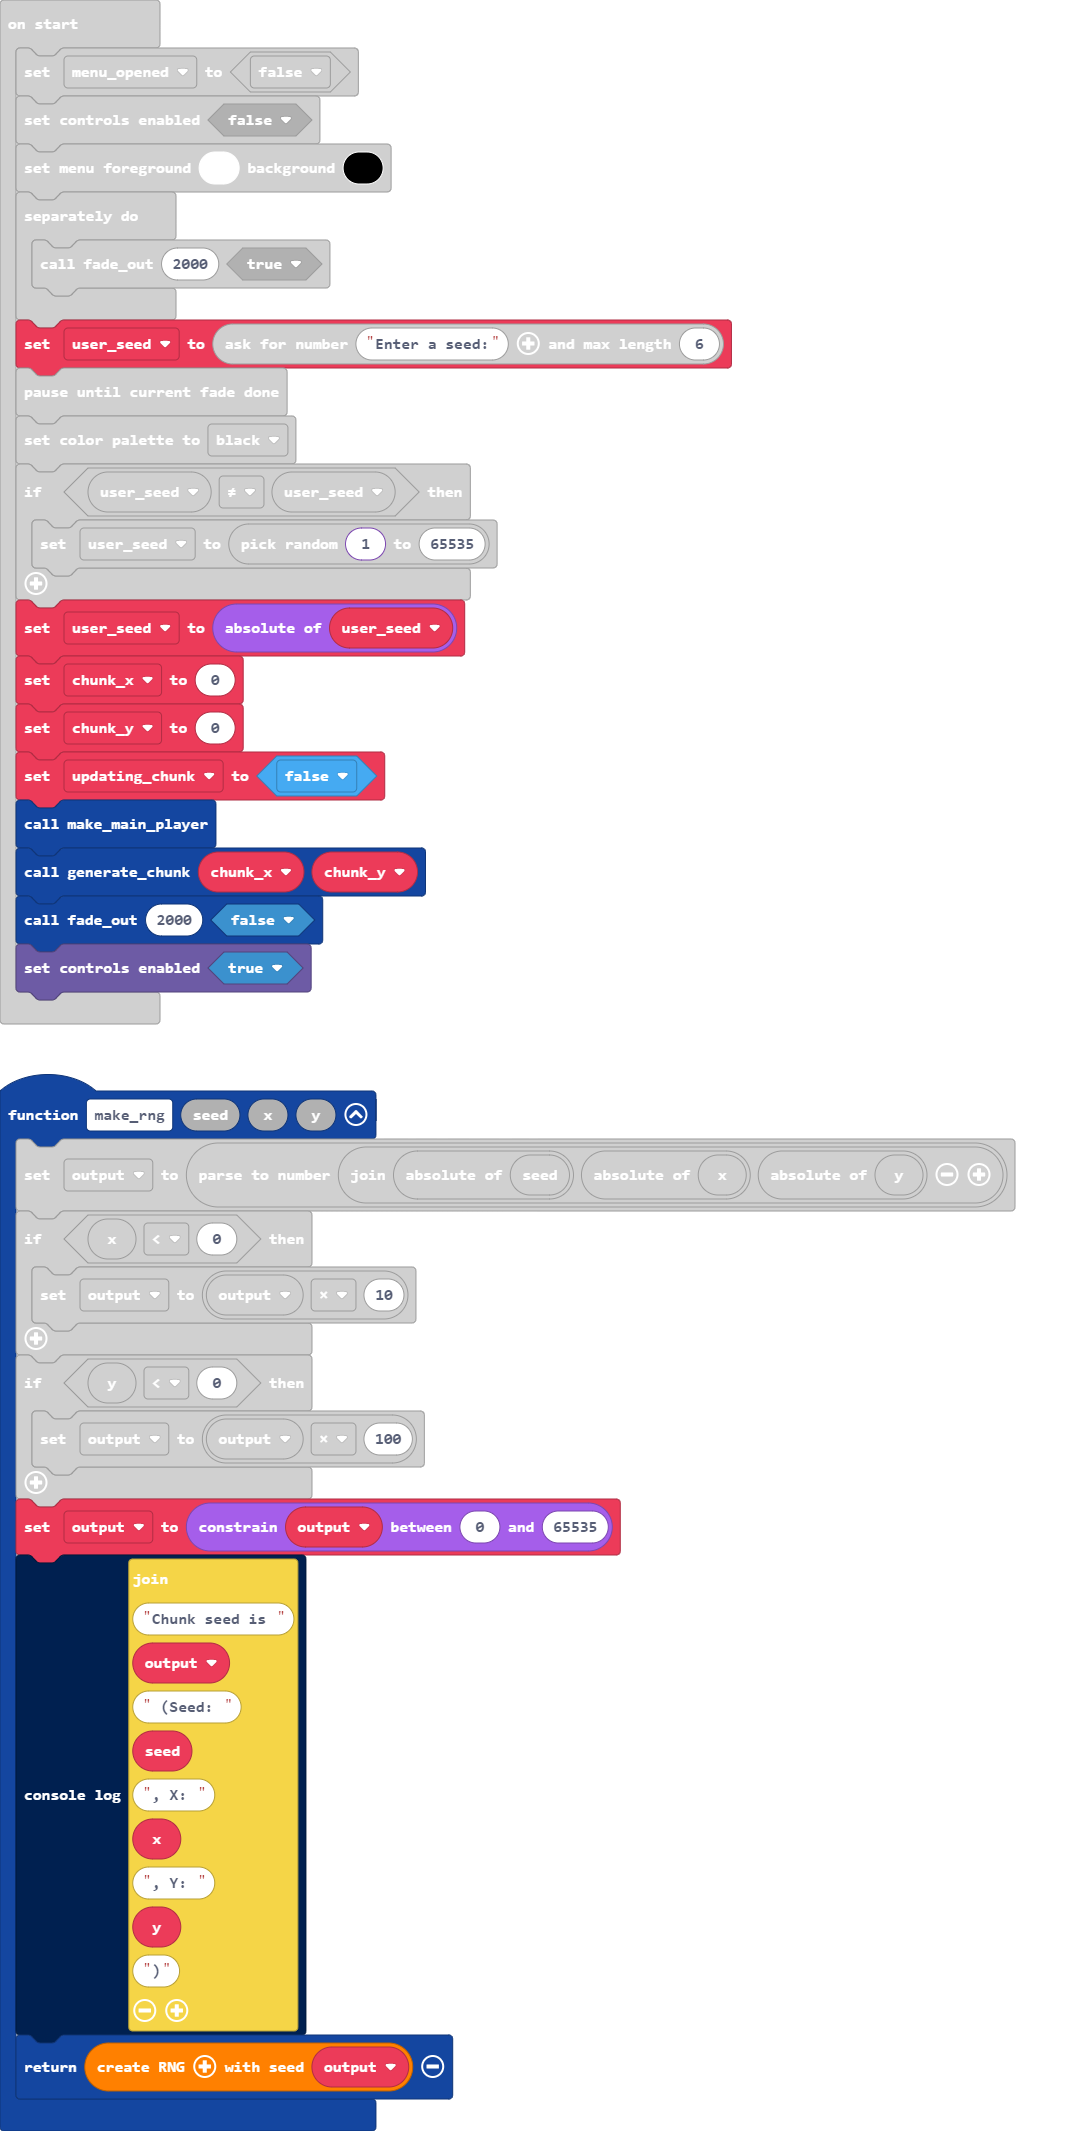 on start
set menu_opened to false
set controls enabled false
set menu foreground background
separately do
call fade_out 2000 true
set user_seed to ask for number "Enter a seed:" and max length 6
pause until current fade done
set color palette to black
if user_seed ≠ user_seed then
set user_seed to pick random 1 to 65535
set user_seed to absolute of user_seed
set chunk_x to 0
set chunk_y to 0
set updating_chunk to false
call make_main_player
call generate_chunk chunk_x chunk_y
call fade_out 2000 false
set controls enabled true
function make_rng seed x y
set output to parse to number join absolute of seed absolute of x absolute of y
if x < 0 then
set output to output × 10
if y < 0 then
set output to output × 100
set output to constrain output between 0 and 65535
join
"Chunk seed is "
output
" (Seed: "
seed
console log ", X: "
x
", Y: "
y
")"
return create RNG with seed output